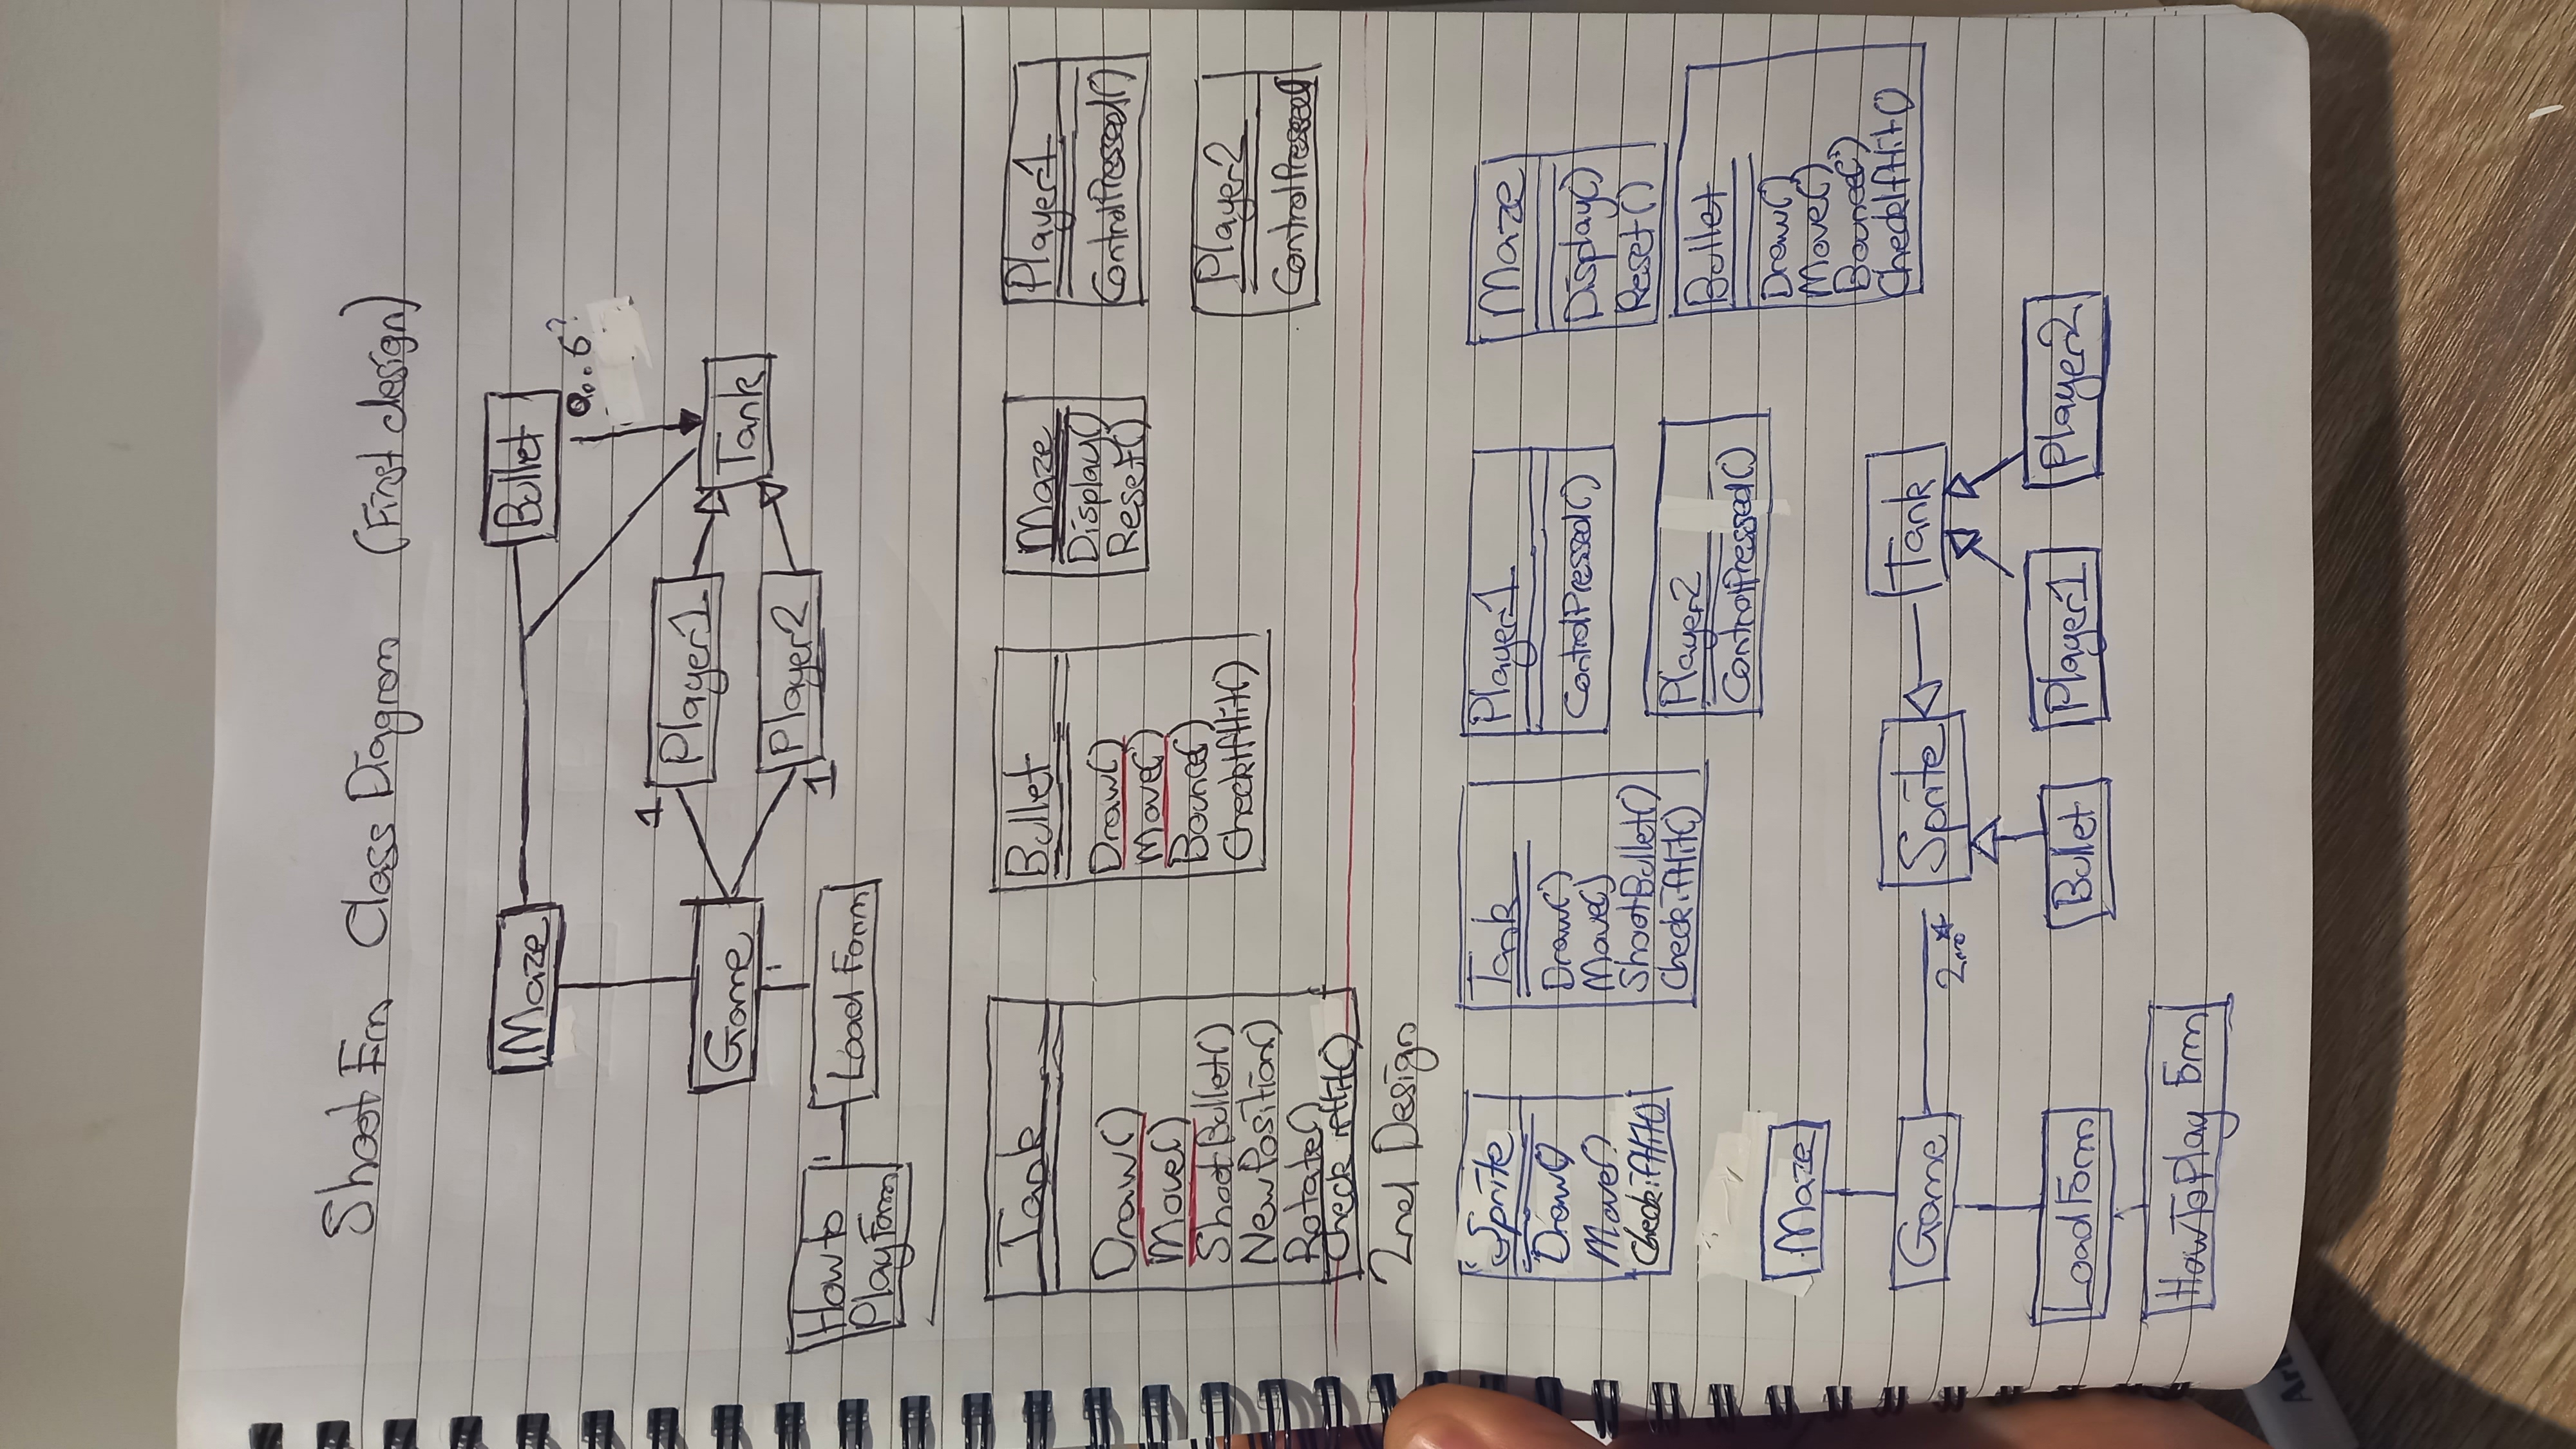 Shoot Em Class Diagram (First design)
Maze
Bullet
0..6?
1
Player1
Game
Tank
1
Player2
1
How to
Play Form
1
Load Form
Tank
Draw()
Move()
ShootBullet()
NewPosition()
Rotate()
Check ifHit()
Bullet
Draw()
Move()
Bounce()
CheckIfHit()
Maze
Display()
Reset()
Player1
ControlPressed()
Player2
ControlPressed()
2nd Design
Sprite
Draw()
Move()
CheckifHit()
Tank
Draw()
Move()
ShootBullet()
CheckifHit()
Player1
ControlPressed()
Player2
ControlPressed()
Maze
Display()
Reset()
Bullet
Draw()
Move()
Bounce()
CheckIfHit()
Maze
Game
2..*
Sprite
Tank
LoadForm
Bullet
Player1
Player2
HowToPlay Form